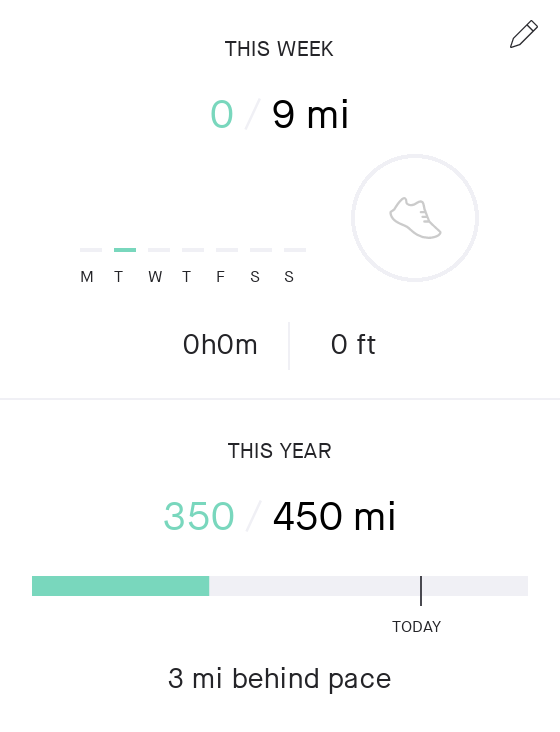 THIS WEEK
0 / 9 mi
M T W T F S S
0h0m 0 ft
THIS YEAR
350 / 450 mi
TODAY
3 mi behind pace